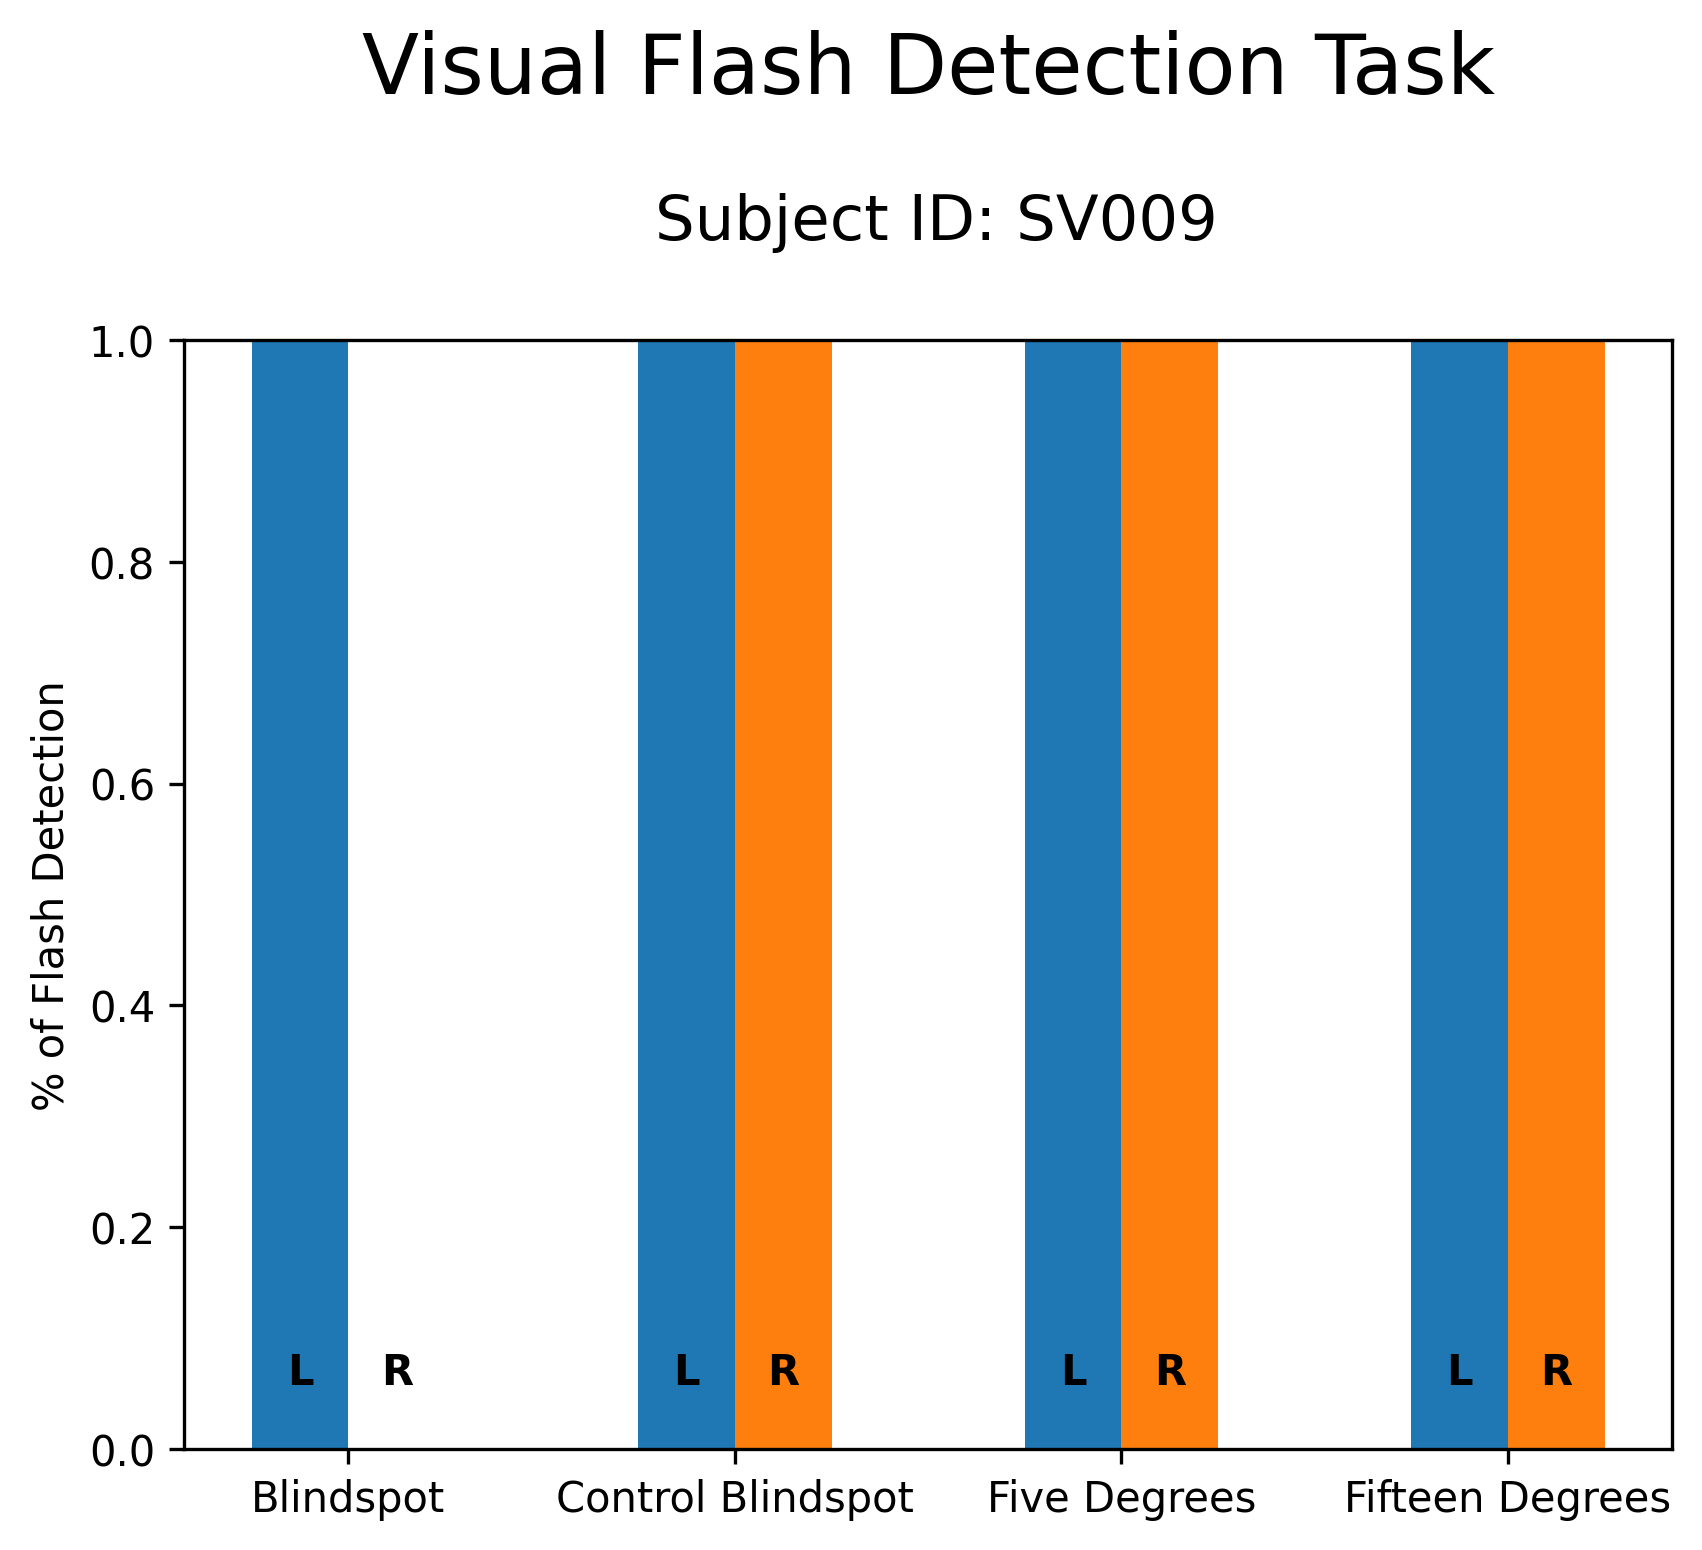 Visual Flash Detection Task
Subject ID: SV009
1.0
0.8
0.6
0.4
0.2
0.0
% of Flash Detection
L R L R L R L R
Blindspot Control Blindspot Five Degrees Fifteen Degrees